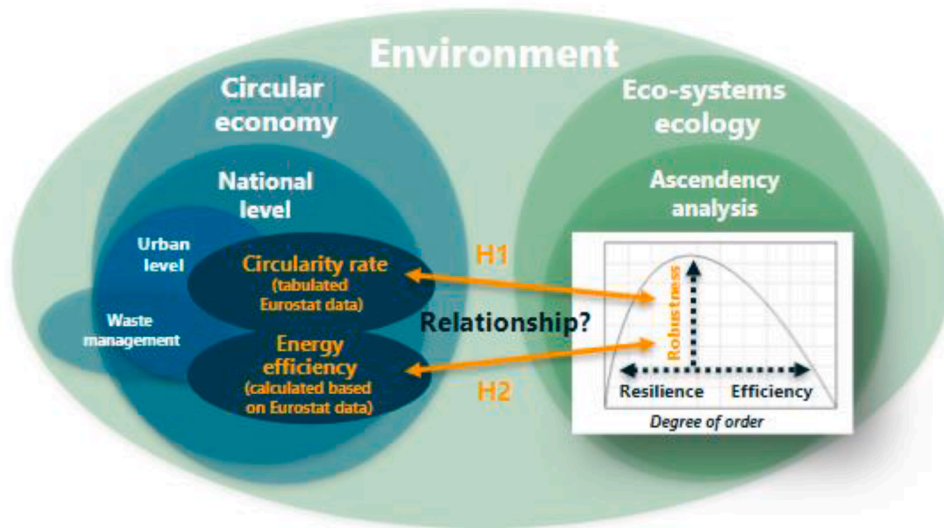 Environment
Circular
economy
National
level
Urban
level
Waste
management
Circularity rate
(tabulated
Eurostat data)
Energy
efficiency
(calculated based
on Eurostat data)
H1
Relationship?
H2
Eco-systems
ecology
Ascendency
analysis
Robustness
Resilience Efficiency
Degree of order